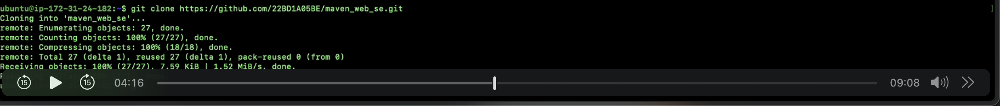 ubuntu@ip-172-31-24-182:~$ git clone https://github.com/22BD1A05BE/maven_web_se.git ]
Cloning into 'maven_web_se'...
remote: Enumerating objects: 27, done.
remote: Counting objects: 100% (27/27), done.
remote: Compressing objects: 100% (18/18), done.
remote: Total 27 (delta 1), reused 27 (delta 1), pack-reused 0 (from 0)
Receiving objects: 100% (27/27), 7.59 KiB | 1.52 MiB/s, done.
15 15 04:16 09:08